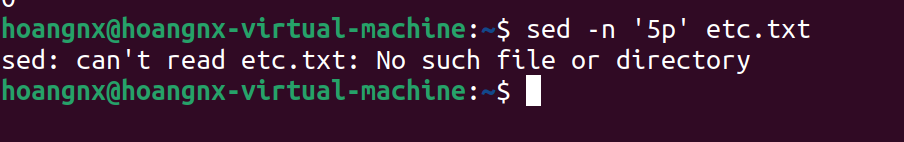 hoangnx@hoangnx-virtual-machine:~$ sed -n '5p' etc.txt
sed: can't read etc.txt: No such file or directory
hoangnx@hoangnx-virtual-machine:~$